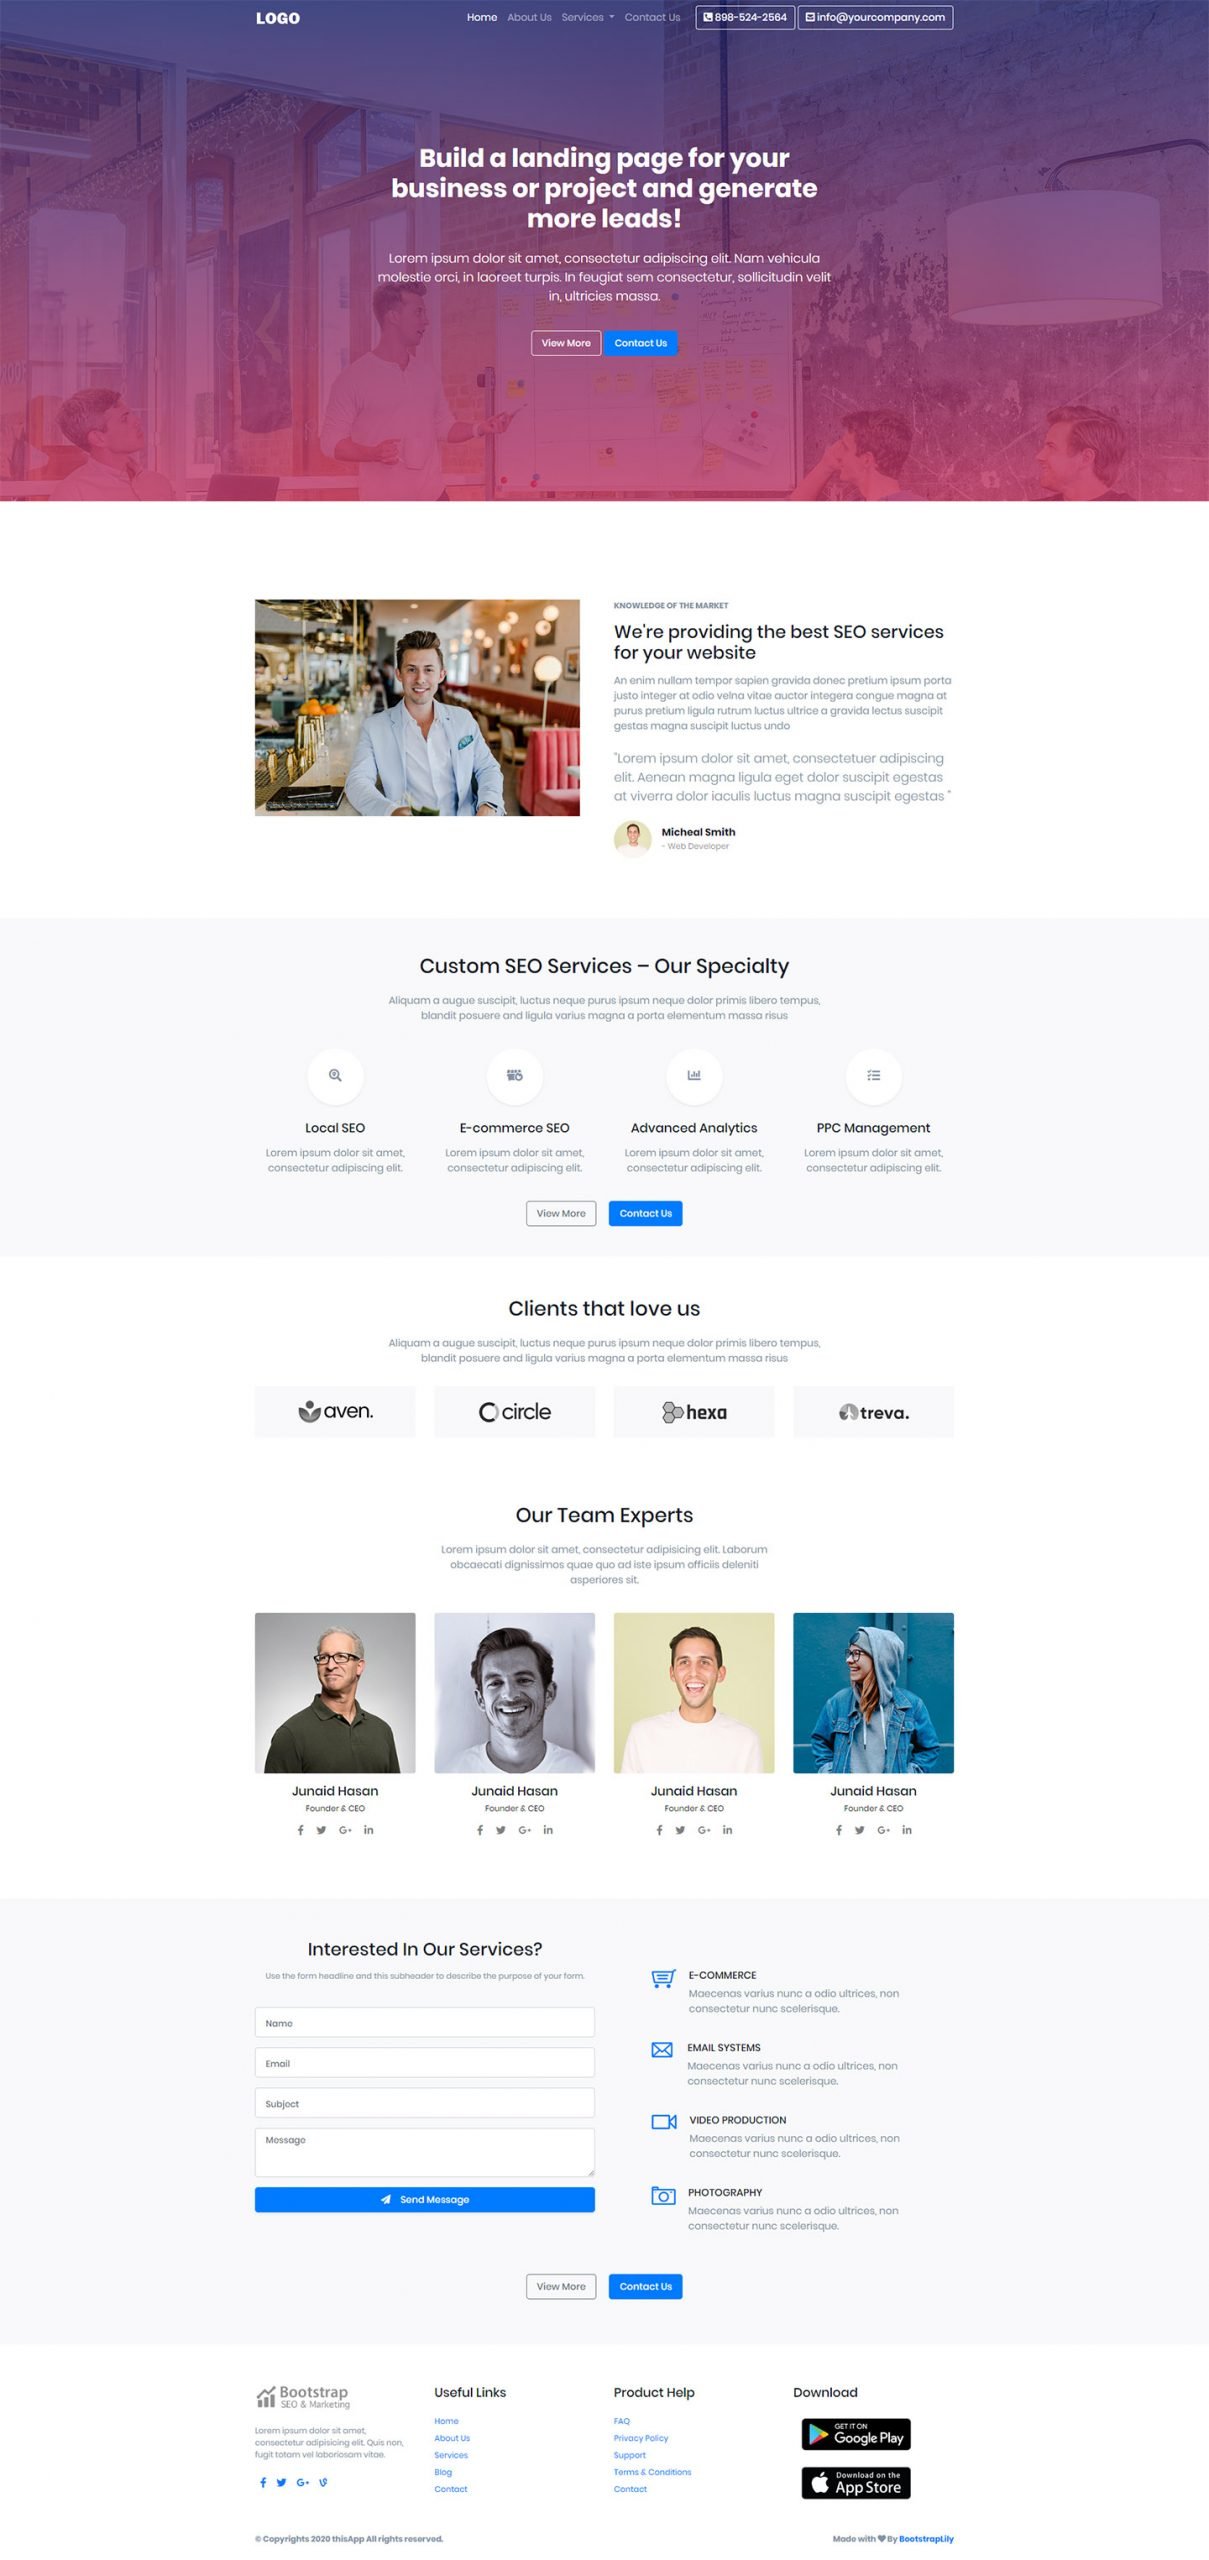 LOGO
Home About Us Services Contact Us 898-524-2564 info@yourcompany.com
Build a landing page for your
business or project and generate
more leads!
Lorem ipsum dolor sit amet, consectetur adipiscing elit. Nam vehicula
molestie orci, in laoreet turpis. In feugiat sem consectetur, sollicitudin velit
in, ultricies massa.
View More Contact Us
KNOWLEDGE OF THE MARKET
We're providing the best SEO services
for your website
An enim nullam tempor sapien gravida donec pretium ipsum porta
justo integer at odio velna vitae auctor integera congue magna at
purus pretium ligula rutrum luctus ultrice a gravida lectus suscipit
gestas magna suscipit luctus undo
"Lorem ipsum dolor sit amet, consectetuer adipiscing
elit. Aenean magna ligula eget dolor suscipit egestas
at viverra dolor iaculis luctus magna suscipit egestas "
Micheal Smith
- Web Developer
Custom SEO Services – Our Specialty
Aliquam a augue suscipit, luctus neque purus ipsum neque dolor primis libero tempus,
blandit posuere and ligula varius magna a porta elementum massa risus
Local SEO
Lorem ipsum dolor sit amet,
consectetur adipiscing elit.
E-commerce SEO
Lorem ipsum dolor sit amet,
consectetur adipiscing elit.
Advanced Analytics
Lorem ipsum dolor sit amet,
consectetur adipiscing elit.
PPC Management
Lorem ipsum dolor sit amet,
consectetur adipiscing elit.
View More Contact Us
Clients that love us
Aliquam a augue suscipit, luctus neque purus ipsum neque dolor primis libero tempus,
blandit posuere and ligula varius magna a porta elementum massa risus
aven. circle hexa treva.
Our Team Experts
Lorem ipsum dolor sit amet, consectetur adipisicing elit. Laborum
obcaecati dignissimos quae quo ad iste ipsum officiis deleniti
asperiores sit.
Junaid Hasan
Founder & CEO
Junaid Hasan
Founder & CEO
Junaid Hasan
Founder & CEO
Junaid Hasan
Founder & CEO
Interested In Our Services?
Use the form headline and this subheader to describe the purpose of your form.
Name
Email
Subject
Message
Send Message
E-COMMERCE
Maecenas varius nunc a odio ultrices, non
consectetur nunc scelerisque.
EMAIL SYSTEMS
Maecenas varius nunc a odio ultrices, non
consectetur nunc scelerisque.
VIDEO PRODUCTION
Maecenas varius nunc a odio ultrices, non
consectetur nunc scelerisque.
PHOTOGRAPHY
Maecenas varius nunc a odio ultrices, non
consectetur nunc scelerisque.
View More Contact Us
Bootstrap
SEO & Marketing
Lorem ipsum dolor sit amet,
consectetur adipisicing elit. Quis non,
fugit totam vel laboriosam vitae.
Useful Links
Home
About Us
Services
Blog
Contact
Product Help
FAQ
Privacy Policy
Support
Terms & Conditions
Contact
Download
GET IT ON
Google Play
Download on the
App Store
© Copyrights 2020 thisApp All rights reserved.
Made with By BootstrapLily